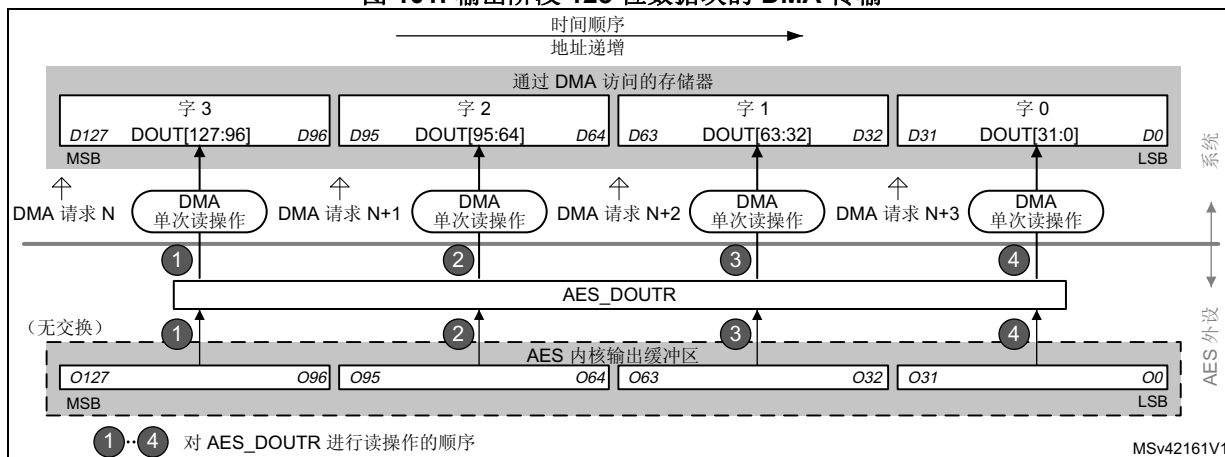 图 161. 输出阶段 128 位数据块的 DMA 传输
时间顺序
地址递增
通过 DMA 访问的存储器
字 3 字 2 字 1 字 0
D127 DOUT[127:96] D96 D95 DOUT[95:64] D64 D63 DOUT[63:32] D32 D31 DOUT[31:0] D0
MSB LSB
系统
DMA 请求 N DMA 单次读操作 DMA 请求 N+1 DMA 单次读操作 DMA 请求 N+2 DMA 单次读操作 DMA 请求 N+3 DMA 单次读操作
1 2 3 4
AES_DOUTR
(无交换)
1 2 3 4
AES 外设
AES 内核输出缓冲区
O127 O96 O95 O64 O63 O32 O31 O0
MSB LSB
1··4 对 AES_DOUTR 进行读操作的顺序
MSv42161V1